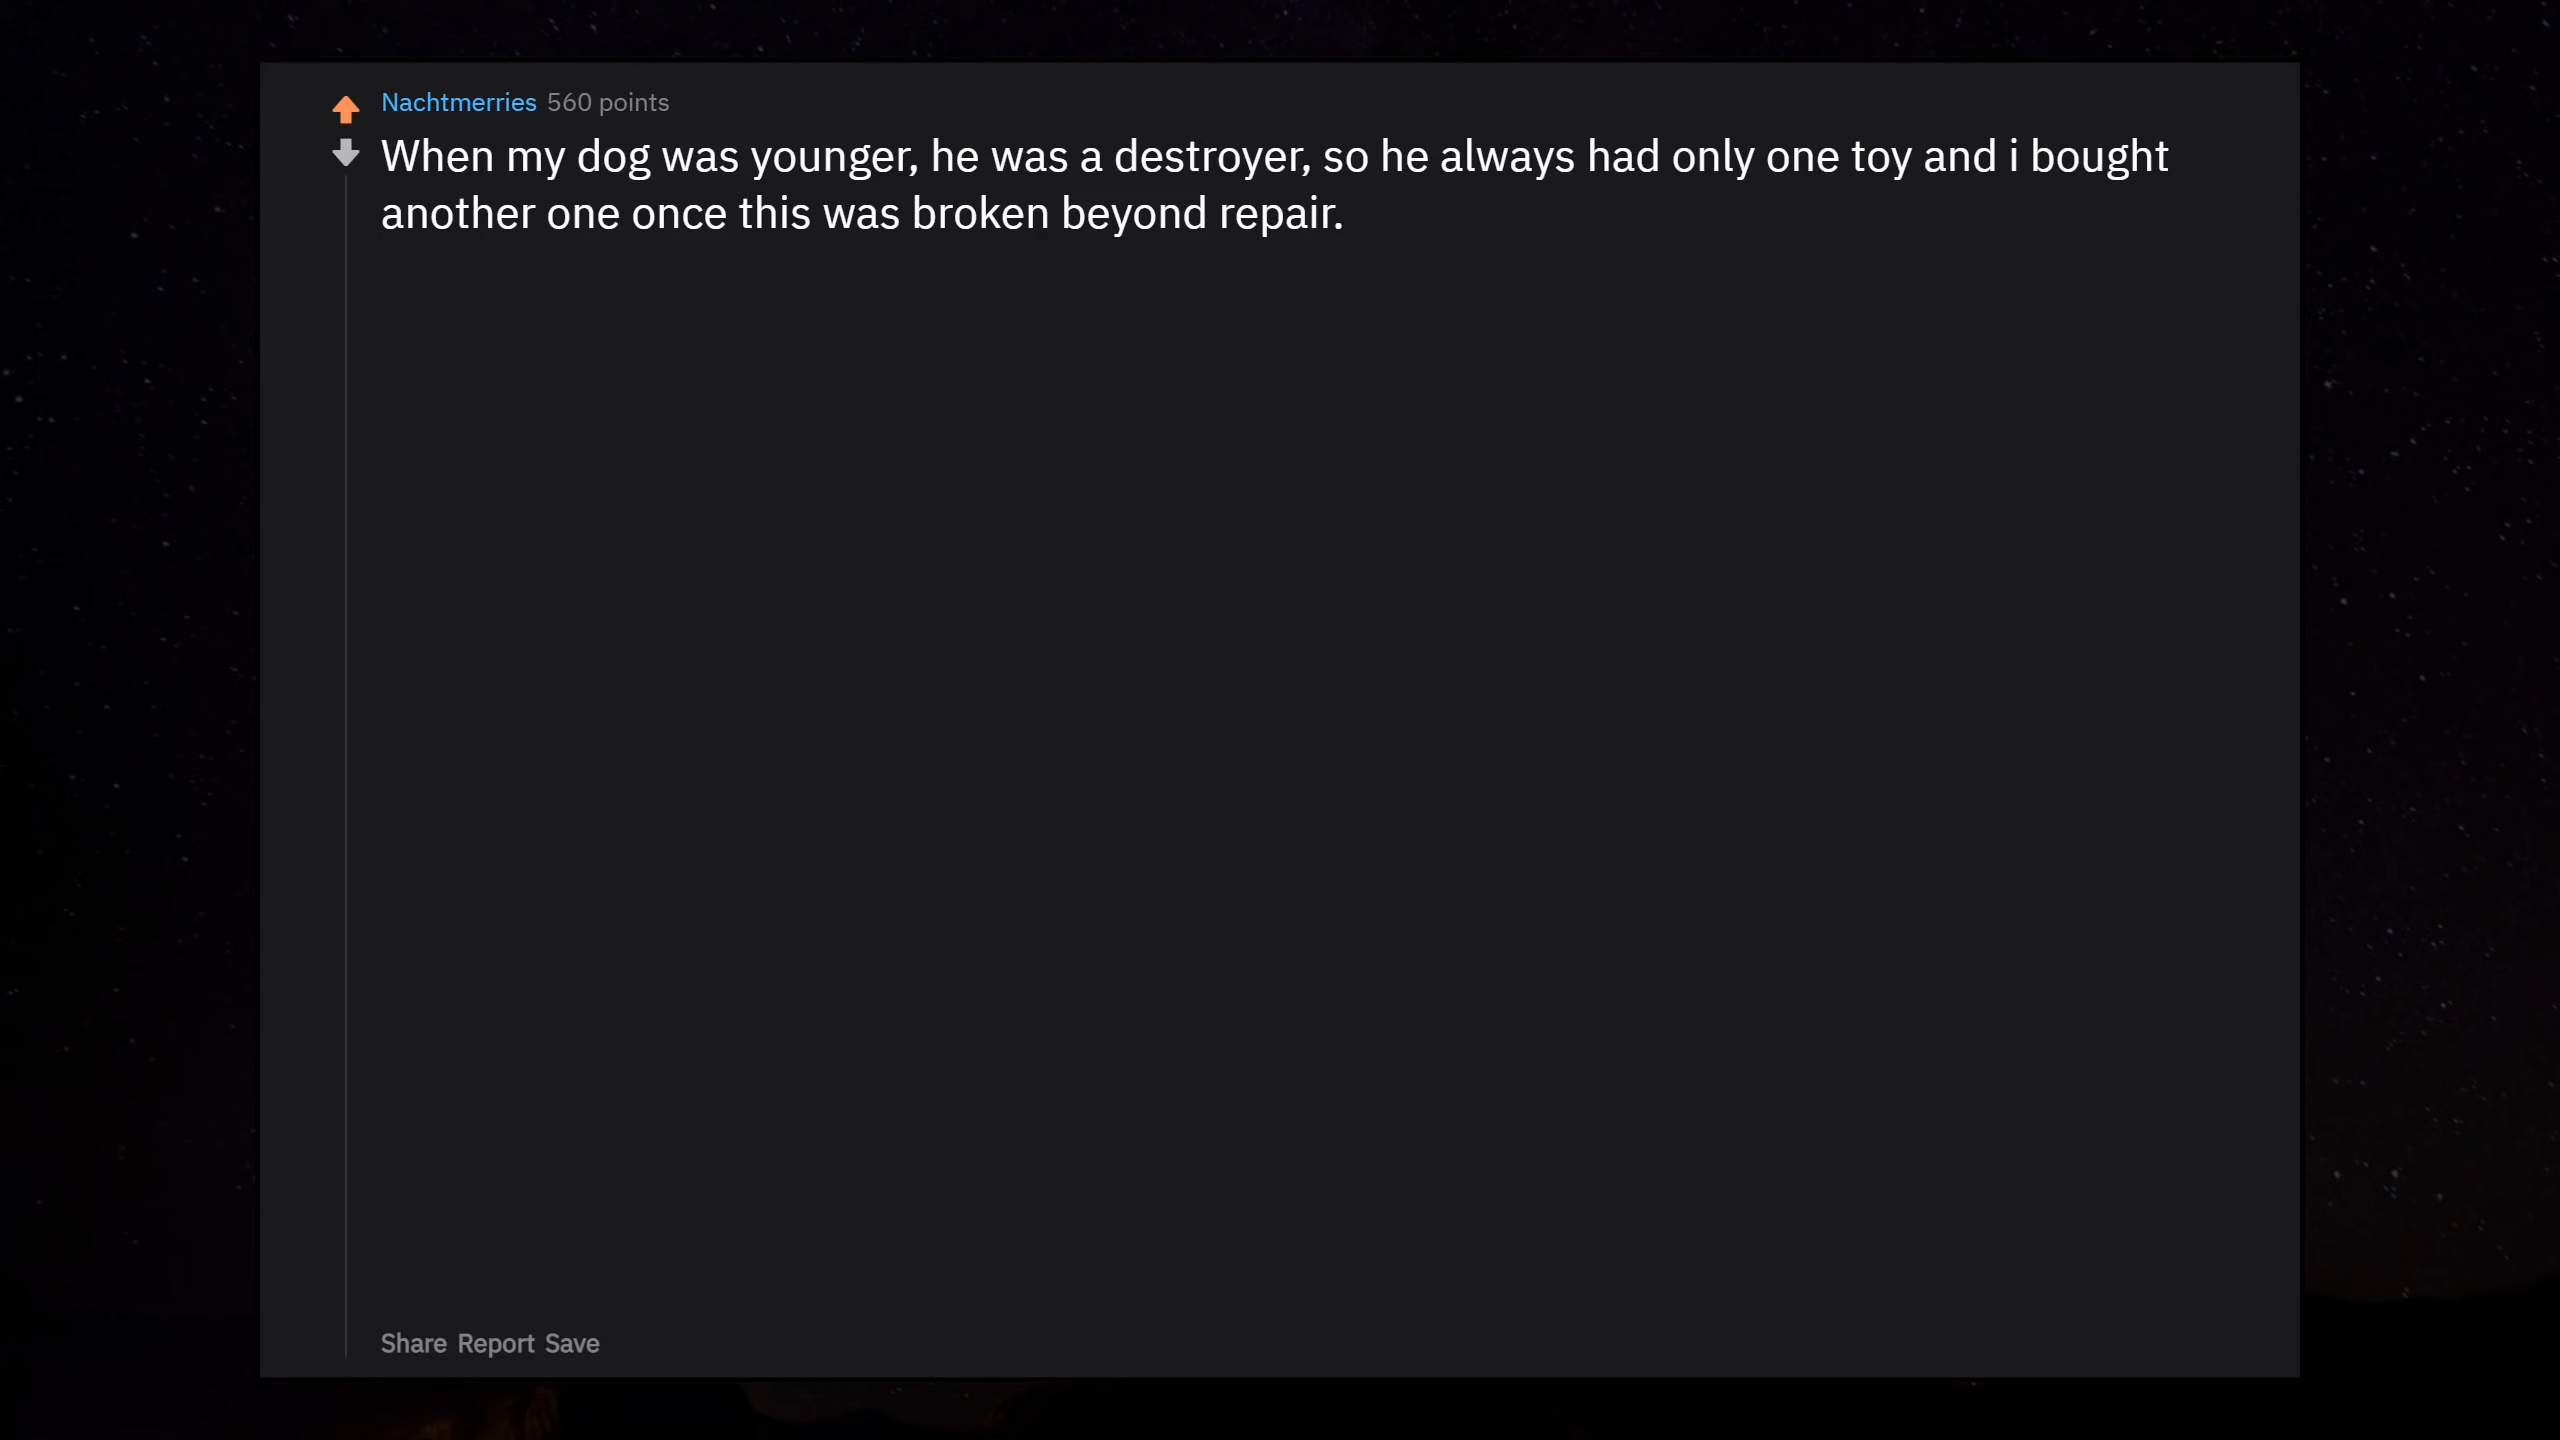 Nachtmerries 560 points
When my dog was younger, he was a destroyer, so he always had only one toy and i bought
another one once this was broken beyond repair.
Share Report Save